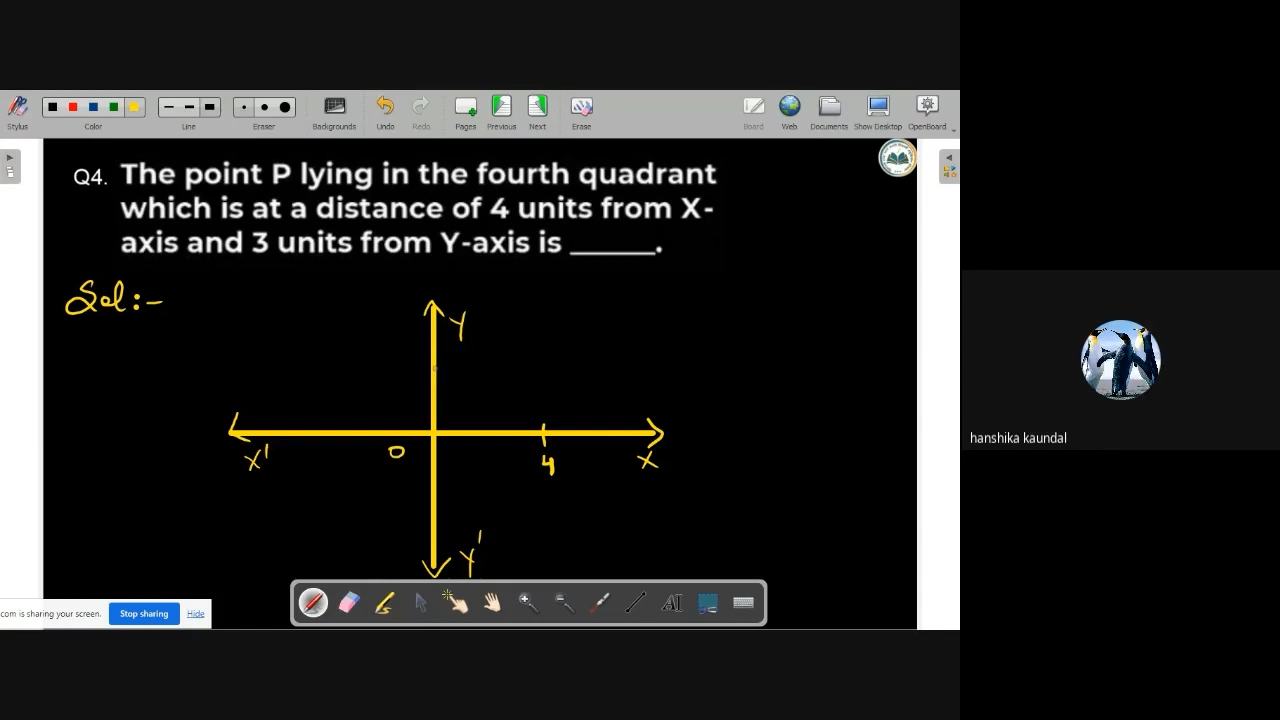 Stylus
Color
Line
Eraser
Backgrounds
Undo
Redo
Pages
Previous
Next
Erase
Board
Web
Documents
Show Desktop
OpenBoard
Q4. The point P lying in the fourth quadrant
which is at a distance of 4 units from X-
axis and 3 units from Y-axis is ______.
Sol:-
Y
X' 0 4 X
Y'
hanshika kaundal
com is sharing your screen. Stop sharing Hide
AI